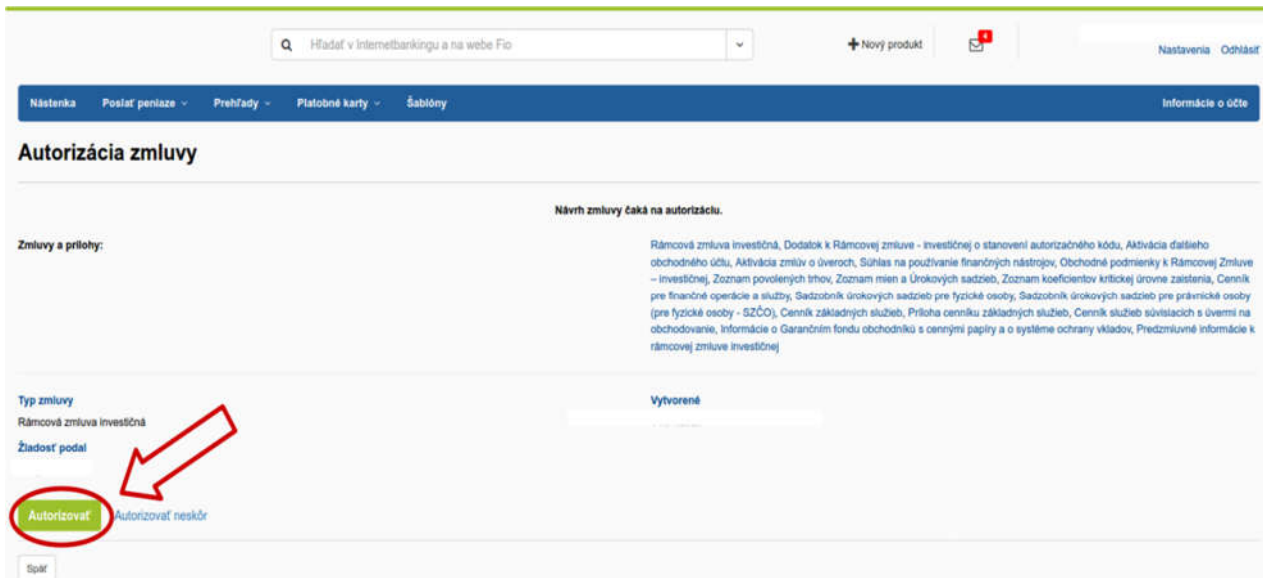 Hľadať v Internetbankingu a na webe Fio
Nový produkt
4
Nastavenia Odhlásiť
Nástenka Poslať peniaze Prehľady Platobné karty Šablóny Informácie o účte
Autorizácia zmluvy
Návrh zmluvy čaká na autorizáciu.
Zmluvy a prílohy:
Rámcová zmluva investičná, Dodatok k Rámcovej zmluve - investičnej o stanovení autorizačného kódu, Aktivácia ďalšieho
obchodného účtu, Aktivácia zmlúv o úveroch, Súhlas na používanie finančných nástrojov, Obchodné podmienky k Rámcovej Zmluve
– investičnej, Zoznam povolených trhov, Zoznam mien a Úrokových sadzieb, Zoznam koeficientov kritickej úrovne zaistenia, Cenník
pre finančné operácie a služby, Sadzobník úrokových sadzieb pre fyzické osoby, Sadzobník úrokových sadzieb pre právnické osoby
(pre fyzické osoby - SZČO), Cenník základných služieb, Príloha cenníku základných služieb, Cenník služieb súvisiacich s úvermi na
obchodovanie, Informácie o Garančním fondu obchodníků s cennými papíry a o systéme ochrany vkladov, Predzmluvné informácie k
rámcovej zmluve investičnej
Typ zmluvy
Vytvorené
Rámcová zmluva investičná
Žiadosť podal
Autorizovať Autorizovať neskôr
Späť